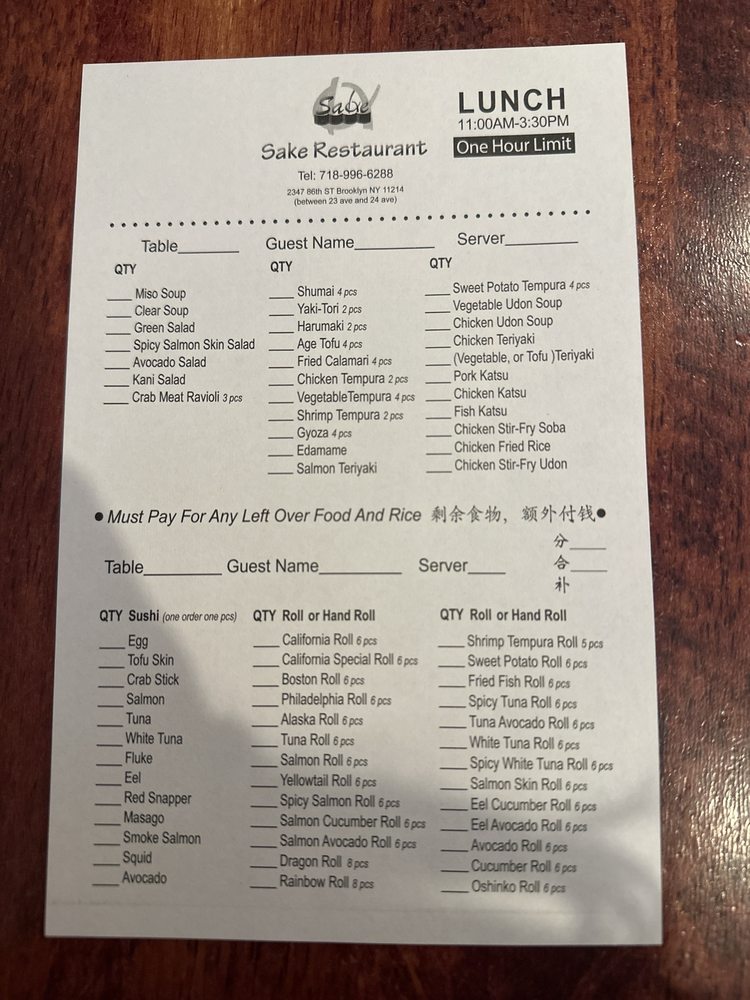 Sake
Sake Restaurant
Tel: 718-996-6288
2347 86th ST Brooklyn NY 11214
(between 23 ave and 24 ave)
LUNCH
11:00AM-3:30PM
One Hour Limit
Table_______ Guest Name__________ Server_________
QTY
___ Miso Soup
___ Clear Soup
___ Green Salad
___ Spicy Salmon Skin Salad
___ Avocado Salad
___ Kani Salad
___ Crab Meat Ravioli 3 pcs
QTY
___ Shumai 4 pcs
___ Yaki-Tori 2 pcs
___ Harumaki 2 pcs
___ Age Tofu 4 pcs
___ Fried Calamari 4 pcs
___ Chicken Tempura 2 pcs
___ VegetableTempura 4 pcs
___ Shrimp Tempura 2 pcs
___ Gyoza 4 pcs
___ Edamame
___ Salmon Teriyaki
QTY
___ Sweet Potato Tempura 4 pcs
___ Vegetable Udon Soup
___ Chicken Udon Soup
___ Chicken Teriyaki
___ (Vegetable, or Tofu )Teriyaki
___ Pork Katsu
___ Chicken Katsu
___ Fish Katsu
___ Chicken Stir-Fry Soba
___ Chicken Fried Rice
___ Chicken Stir-Fry Udon
● Must Pay For Any Left Over Food And Rice 剩余食物，额外付钱●
分____
合____
补
Table_________ Guest Name__________ Server____
QTY Sushi (one order one pcs)
___ Egg
___ Tofu Skin
___ Crab Stick
___ Salmon
___ Tuna
___ White Tuna
___ Fluke
___ Eel
___ Red Snapper
___ Masago
___ Smoke Salmon
___ Squid
___ Avocado
QTY Roll or Hand Roll
___ California Roll 6 pcs
___ California Special Roll 6 pcs
___ Boston Roll 6 pcs
___ Philadelphia Roll 6 pcs
___ Alaska Roll 6 pcs
___ Tuna Roll 6 pcs
___ Salmon Roll 6 pcs
___ Yellowtail Roll 6 pcs
___ Spicy Salmon Roll 6 pcs
___ Salmon Cucumber Roll 6 pcs
___ Salmon Avocado Roll 6 pcs
___ Dragon Roll 8 pcs
___ Rainbow Roll 8 pcs
QTY Roll or Hand Roll
___ Shrimp Tempura Roll 5 pcs
___ Sweet Potato Roll 6 pcs
___ Fried Fish Roll 6 pcs
___ Spicy Tuna Roll 6 pcs
___ Tuna Avocado Roll 6 pcs
___ White Tuna Roll 6 pcs
___ Spicy White Tuna Roll 6 pcs
___ Salmon Skin Roll 6 pcs
___ Eel Cucumber Roll 6 pcs
___ Eel Avocado Roll 6 pcs
___ Avocado Roll 6 pcs
___ Cucumber Roll 6 pcs
___ Oshinko Roll 6 pcs